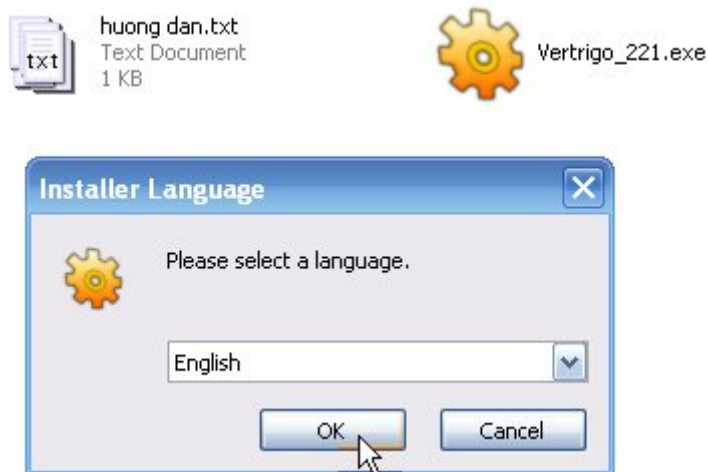 huong dan.txt
Text Document
1 KB
txt
Vertrigo_221.exe
Installer Language
Please select a language.
English
OK
Cancel